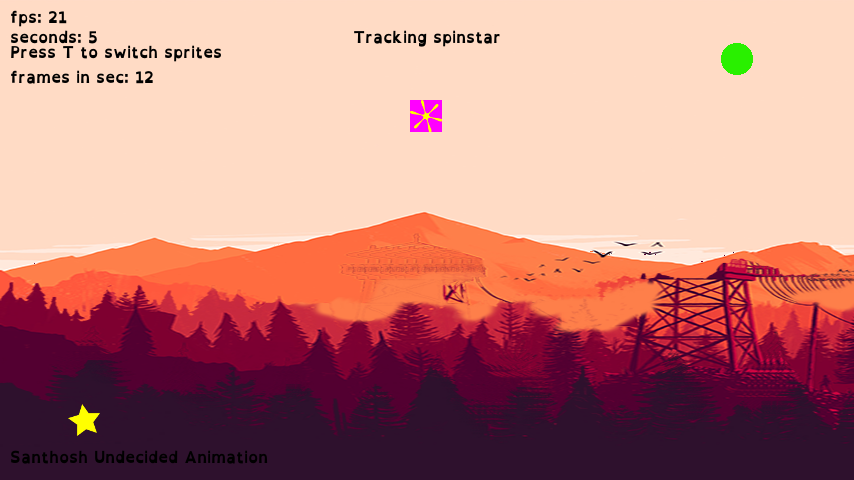 fps: 21
seconds: 5
Press T to switch sprites
frames in sec: 12
Tracking spinstar
Santhosh Undecided Animation